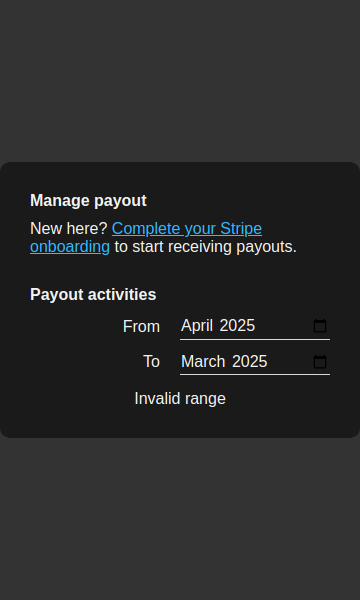 Manage payout
New here? Complete your Stripe
onboarding to start receiving payouts.
Payout activities
From April 2025
To March 2025
Invalid range